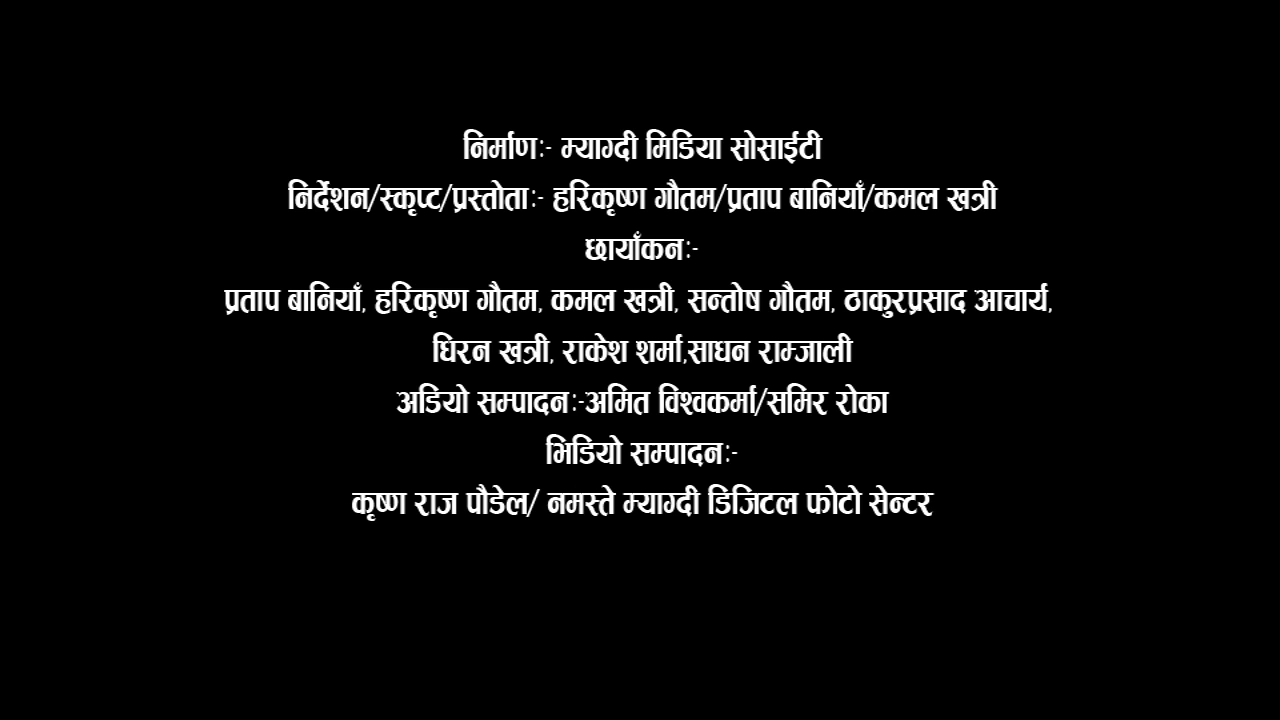 निर्माण:- म्याग्दी मिडिया सोसाईटी
निर्देशन/स्कृप्ट/प्रस्तोता:- हरिकृष्ण गौतम/प्रताप बानियाँ/कमल खत्री
छायाँकन:-
प्रताप बानियाँ, हरिकृष्ण गौतम, कमल खत्री, सन्तोष गौतम, ठाकुरप्रसाद आचार्य,
धिरन खत्री, राकेश शर्मा,साधन राम्जाली
अडियो सम्पादन:-अमित विश्वकर्मा/समिर रोका
भिडियो सम्पादन:-
कृष्ण राज पौडेल/ नमस्ते म्याग्दी डिजिटल फोटो सेन्टर